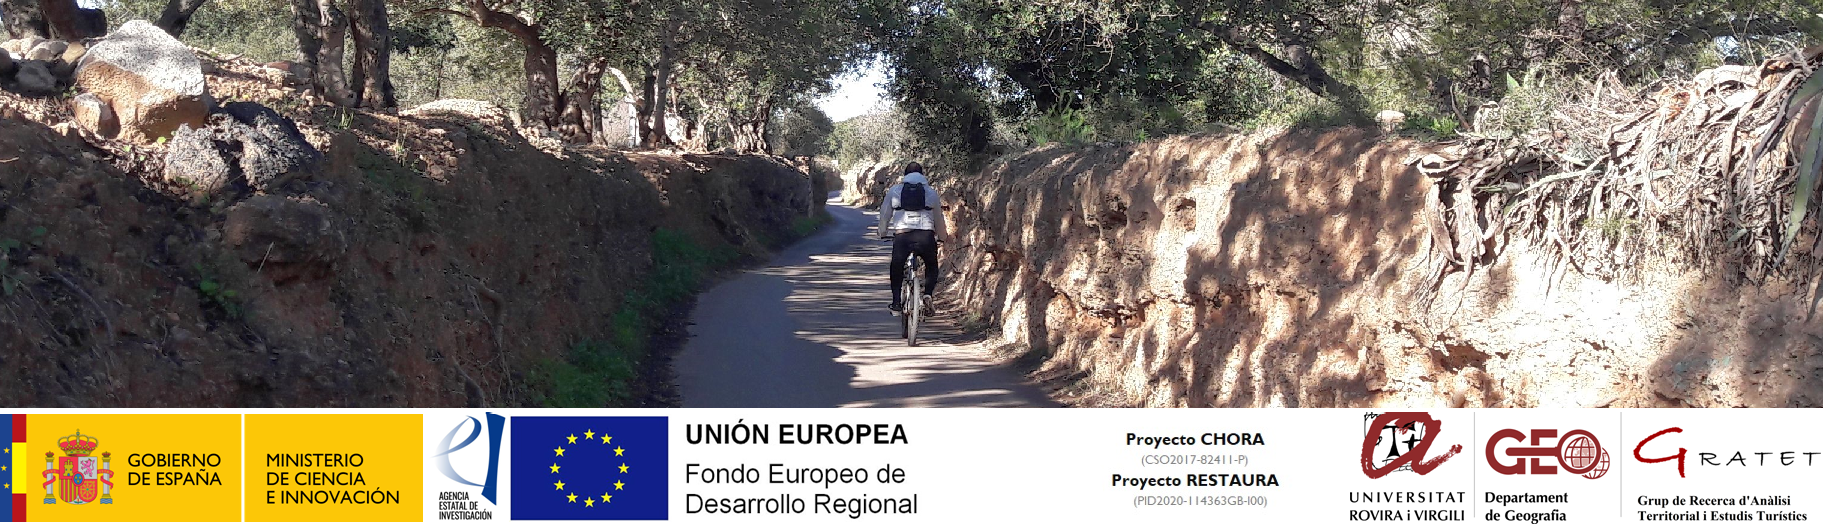 GOBIERNO
DE ESPAÑA
MINISTERIO
DE CIENCIA
E INNOVACIÓN
AGENCIA
ESTATAL DE
INVESTIGACIÓN
UNIÓN EUROPEA
Fondo Europeo de
Desarrollo Regional
Proyecto CHORA
(CSO2017-82411-P)
Proyecto RESTAURA
(PID2020-114363GB-I00)
UNIVERSITAT
ROVIRA i VIRGILI
GEO
Departament
de Geografia
GRATET
Grup de Recerca d'Anàlisi
Territorial i Estudis Turístics